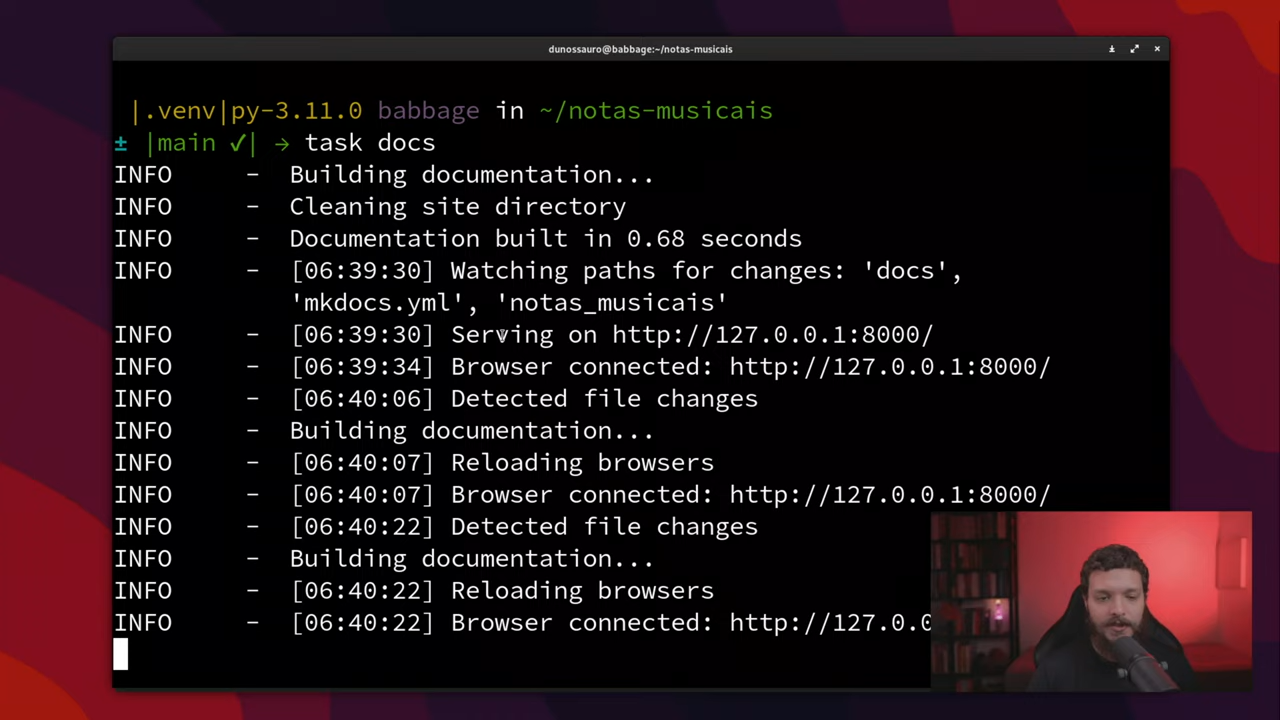 dunossauro@babbage:~/notas-musicais
|.venv|py-3.11.0 babbage in ~/notas-musicais
± |main ✓| → task docs
INFO - Building documentation...
INFO - Cleaning site directory
INFO - Documentation built in 0.68 seconds
INFO - [06:39:30] Watching paths for changes: 'docs',
'mkdocs.yml', 'notas_musicais'
INFO - [06:39:30] Serving on http://127.0.0.1:8000/
INFO - [06:39:34] Browser connected: http://127.0.0.1:8000/
INFO - [06:40:06] Detected file changes
INFO - Building documentation...
INFO - [06:40:07] Reloading browsers
INFO - [06:40:07] Browser connected: http://127.0.0.1:8000/
INFO - [06:40:22] Detected file changes
INFO - Building documentation...
INFO - [06:40:22] Reloading browsers
INFO - [06:40:22] Browser connected: http://127.0.0